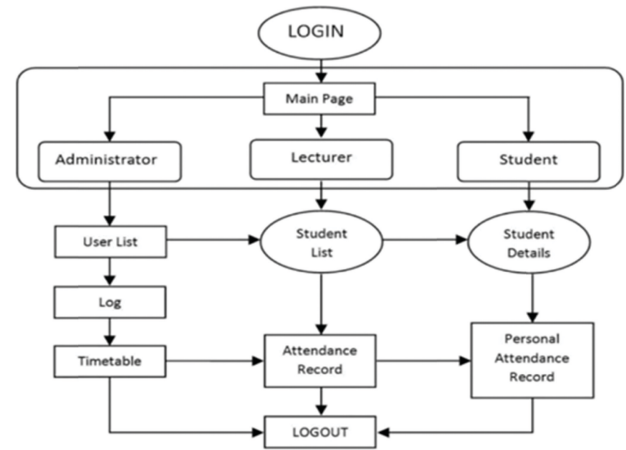 LOGIN
Main Page
Administrator
Lecturer
Student
User List
Student
List
Student
Details
Log
Timetable
Attendance
Record
Personal
Attendance
Record
LOGOUT